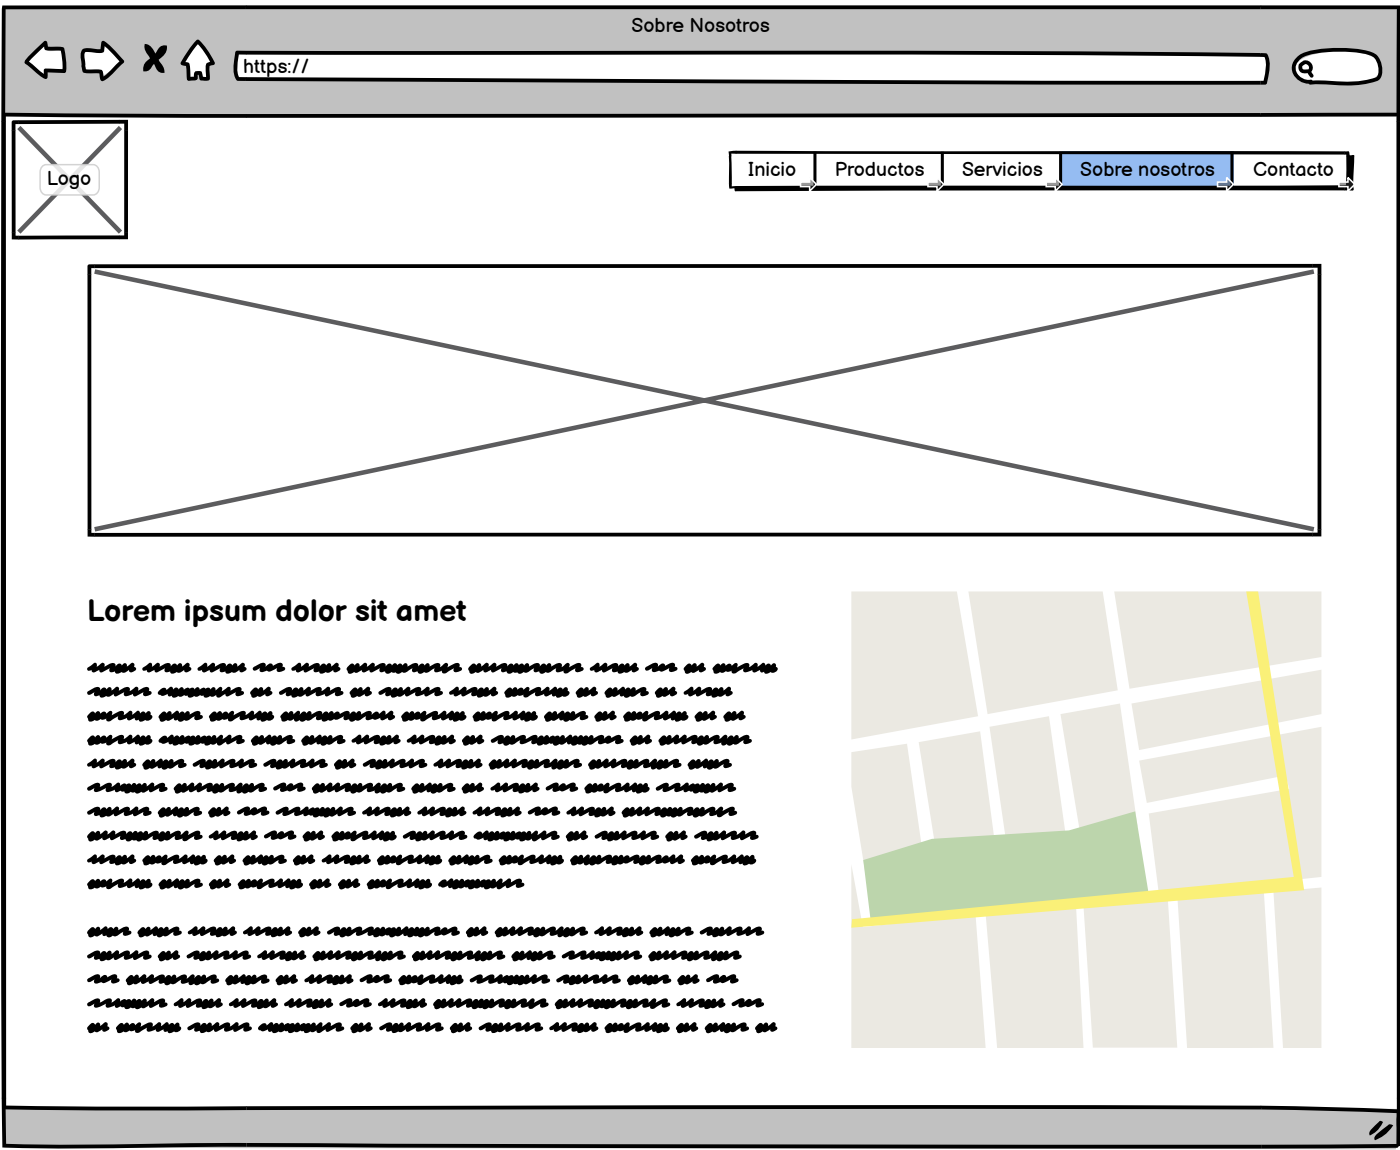 Sobre Nosotros
https://
Logo
Inicio
Productos
Servicios
Sobre nosotros
Contacto
Lorem ipsum dolor sit amet